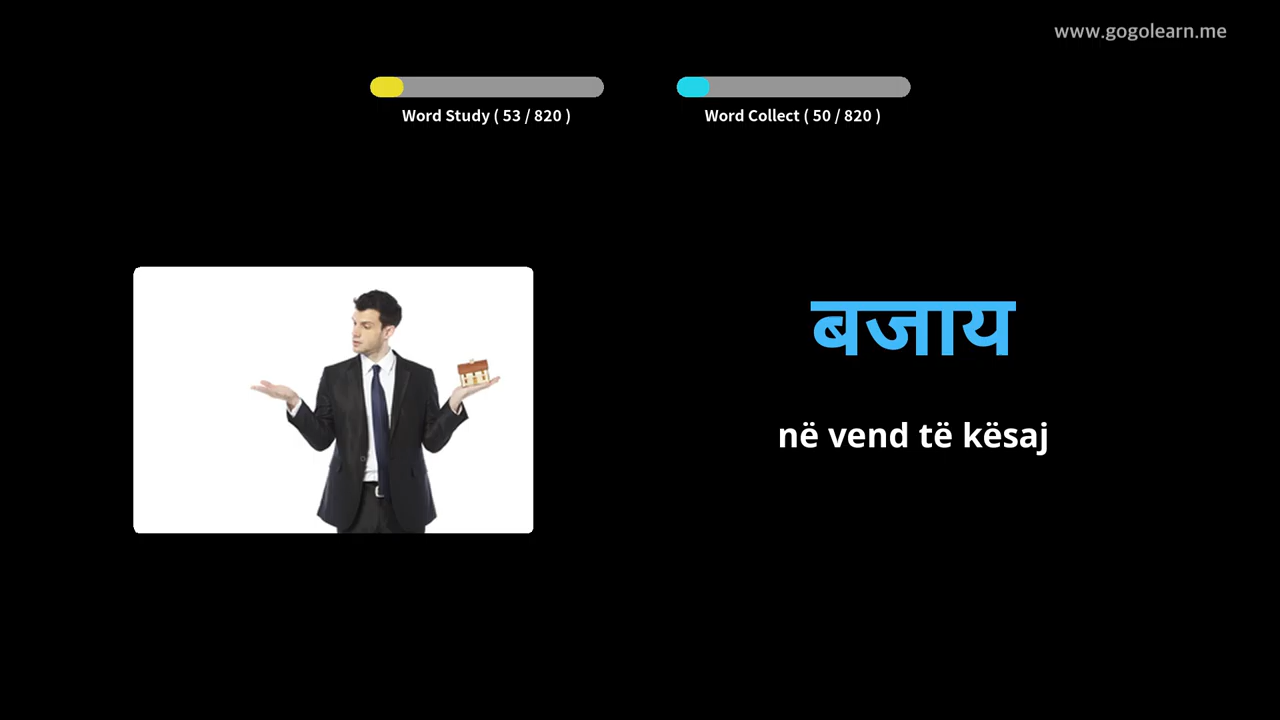 www.gogolearn.me
Word Study ( 53 / 820 )
Word Collect ( 50 / 820 )
बजाय
në vend të kësaj